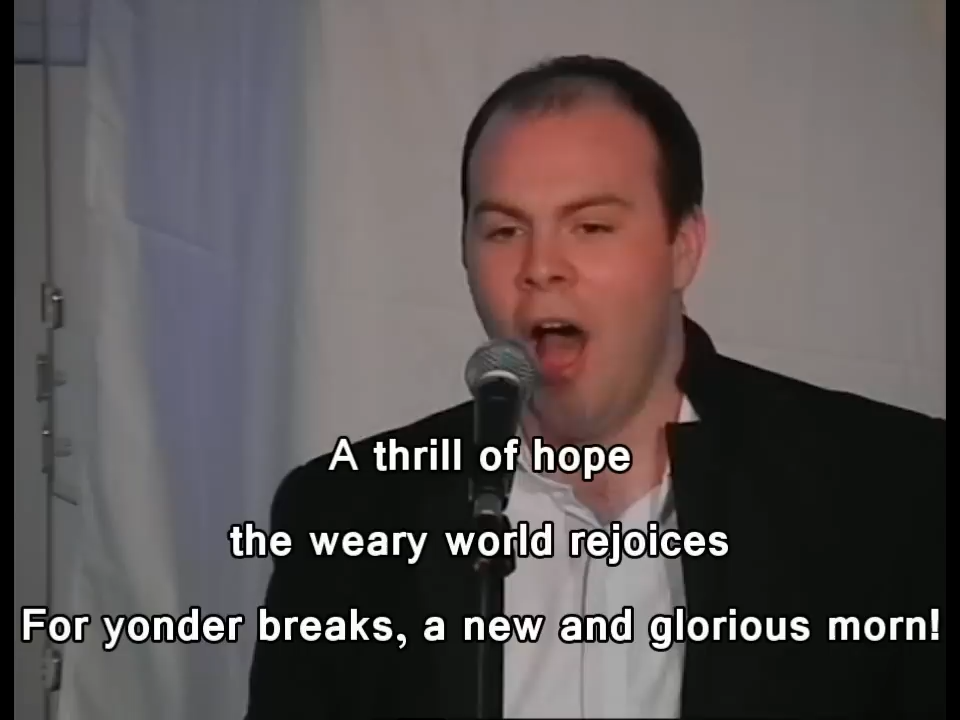 A thrill of hope
the weary world rejoices
For yonder breaks, a new and glorious morn!